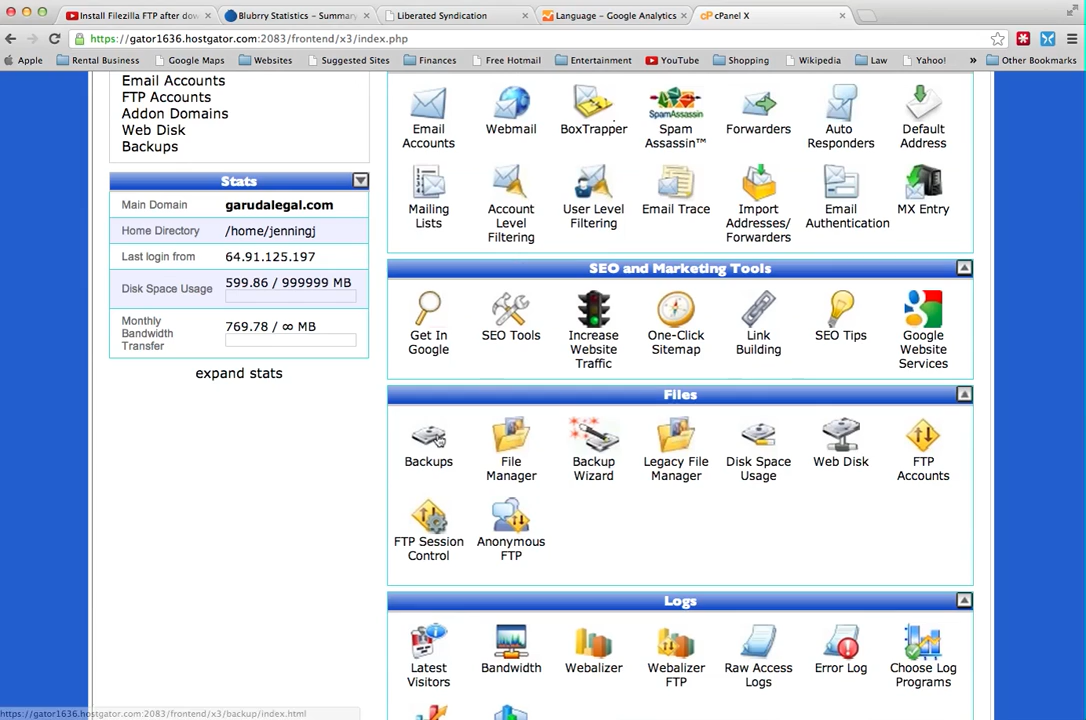 Install Filezilla FTP after dow
Blubrry Statistics - Summary
Liberated Syndication
Language - Google Analytics
cP cPanel X
https://gator1636.hostgator.com:2083/frontend/x3/index.php
Apple
Rental Business
Google Maps
Websites
Suggested Sites
Finances
Free Hotmail
Entertainment
YouTube
Shopping
Wikipedia
Law
Yahoo!
»
Other Bookmarks
Email Accounts
FTP Accounts
Addon Domains
Web Disk
Backups
Stats
Main Domain garudalegal.com
Home Directory /home/jenningj
Last login from 64.91.125.197
Disk Space Usage 599.86 / 999999 MB
Monthly
Bandwidth
Transfer
769.78 / ∞ MB
expand stats
Email
Accounts
Webmail
BoxTrapper
SpamAssassin
Spam
Assassin™
Forwarders
Auto
Responders
Default
Address
Mailing
Lists
Account
Level
Filtering
User Level
Filtering
Email Trace
Import
Addresses/
Forwarders
Email
Authentication
MX Entry
SEO and Marketing Tools
Get In
Google
SEO Tools
Increase
Website
Traffic
One-Click
Sitemap
Link
Building
SEO Tips
Google
Website
Services
Files
Backups
File
Manager
Backup
Wizard
Legacy File
Manager
Disk Space
Usage
Web Disk
FTP
Accounts
FTP Session
Control
Anonymous
FTP
Logs
Latest
Visitors
Bandwidth
Webalizer
Webalizer
FTP
Raw Access
Logs
Error Log
Choose Log
Programs
https://gator1636.hostgator.com:2083/frontend/x3/backup/index.html